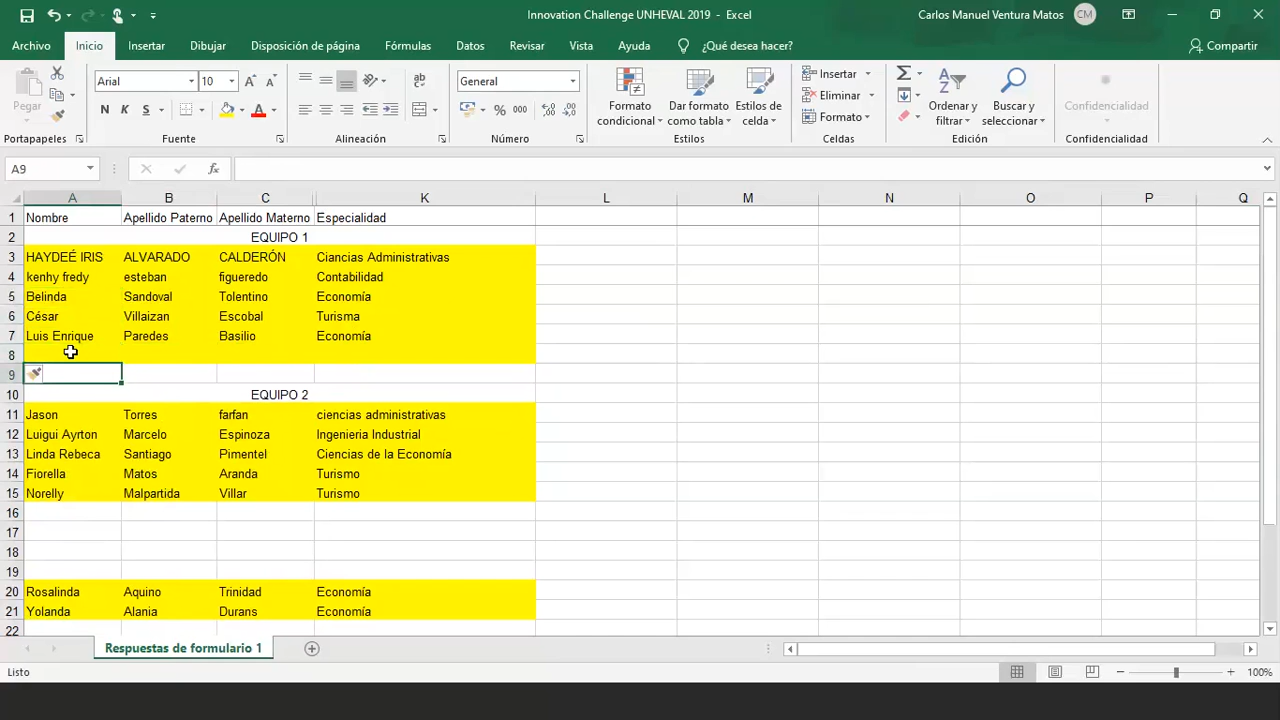 Innovation Challenge UNHEVAL 2019 - Excel
Carlos Manuel Ventura Matos CM
Archivo Inicio Insertar Dibujar Disposición de página Fórmulas Datos Revisar Vista Ayuda ¿Qué desea hacer? Compartir
Pegar
Arial 10
N K S
General
% 000
Formato condicional
Dar formato como tabla
Estilos de celda
Insertar
Eliminar
Formato
Ordenar y filtrar
Buscar y seleccionar
Confidencialidad
Portapapeles Fuente Alineación Número Estilos Celdas Edición Confidencialidad
A9 fx
A B C K L M N O P Q
1 Nombre Apellido Paterno Apellido Materno Especialidad
2 EQUIPO 1
3 HAYDEÉ IRIS ALVARADO CALDERÓN Ciancias Administrativas
4 kenhy fredy esteban figueredo Contabilidad
5 Belinda Sandoval Tolentino Economía
6 César Villaizan Escobal Turisma
7 Luis Enrique Paredes Basilio Economía
8
9
10 EQUIPO 2
11 Jason Torres farfan ciencias administrativas
12 Luigui Ayrton Marcelo Espinoza Ingenieria Industrial
13 Linda Rebeca Santiago Pimentel Ciencias de la Economía
14 Fiorella Matos Aranda Turismo
15 Norelly Malpartida Villar Turismo
16
17
18
19
20 Rosalinda Aquino Trinidad Economía
21 Yolanda Alania Durans Economía
22
Respuestas de formulario 1
Listo 100%